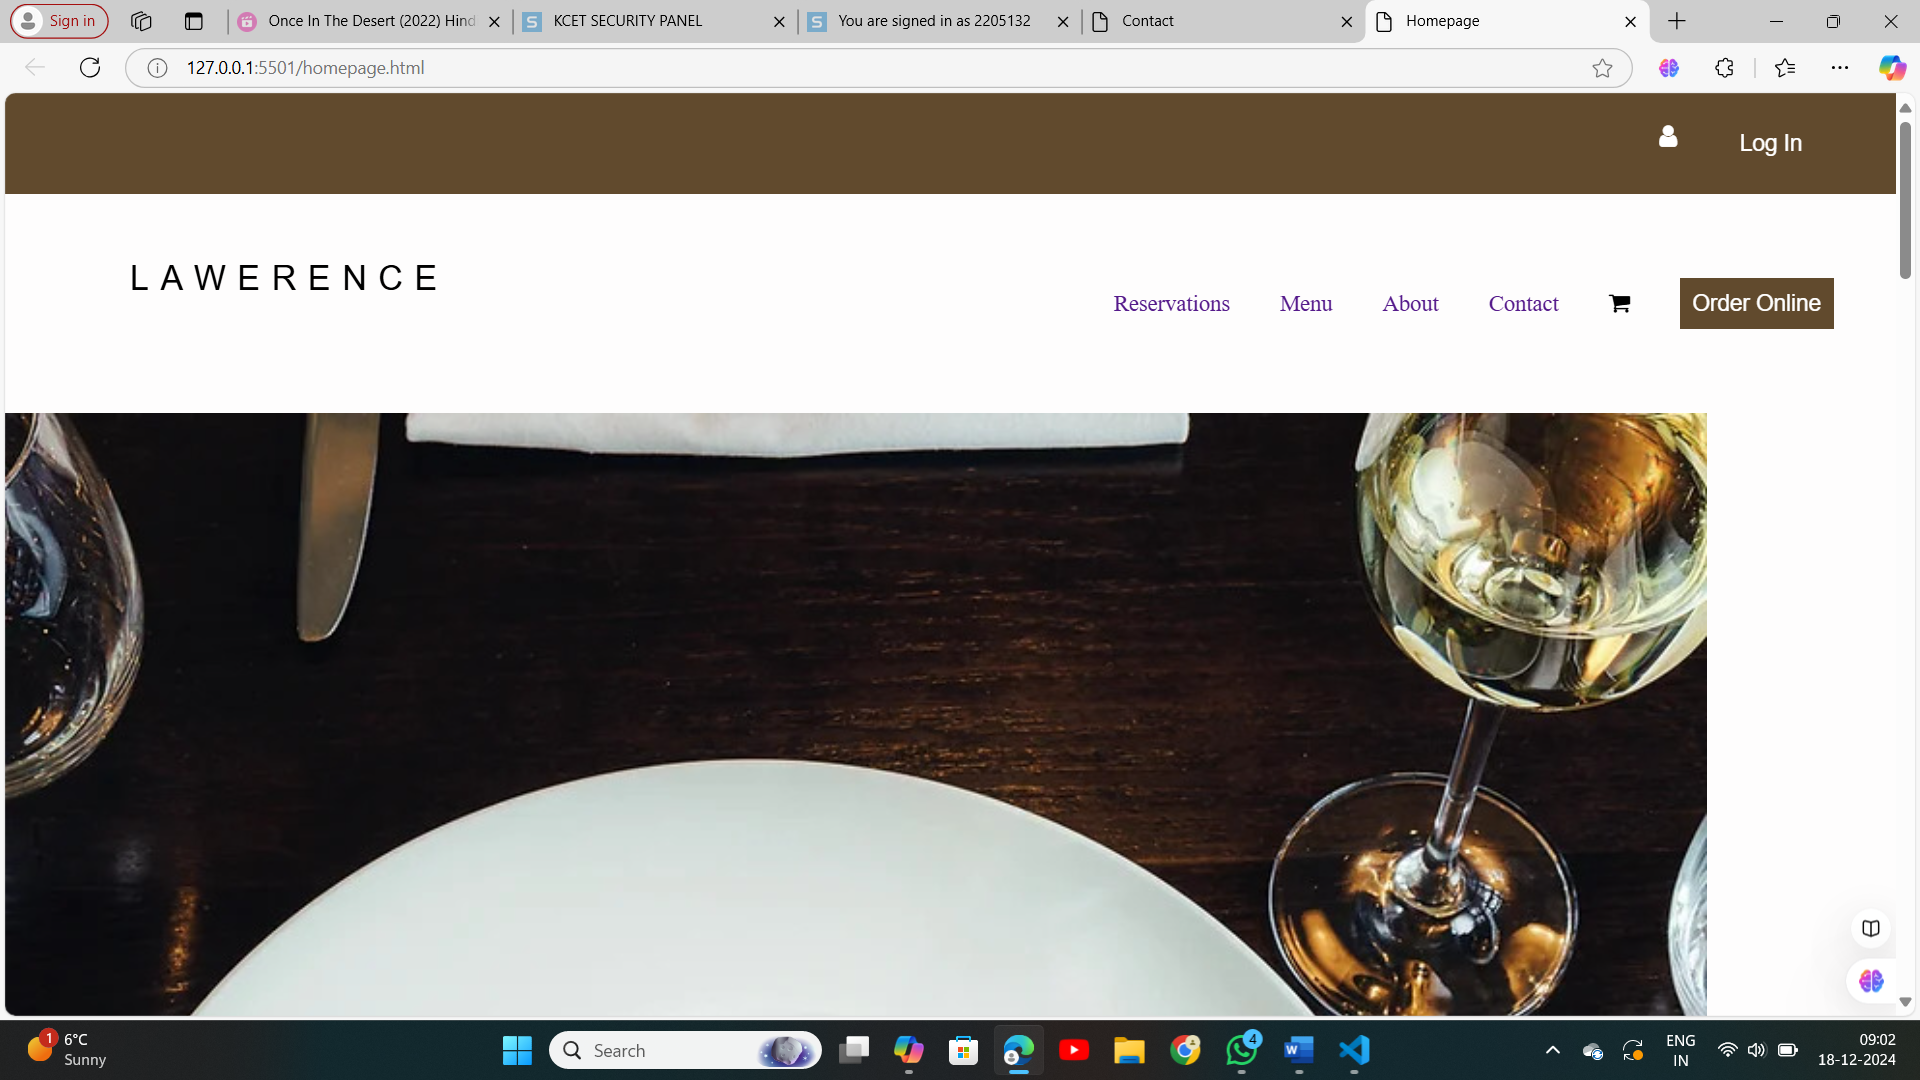 Sign in
Once In The Desert (2022) Hind
KCET SECURITY PANEL
You are signed in as 2205132
Contact
Homepage
127.0.0.1:5501/homepage.html
Log In
LAWERENCE
Reservations
Menu
About
Contact
Order Online
1
6°C
Sunny
Search
4
ENG
IN
09:02
18-12-2024